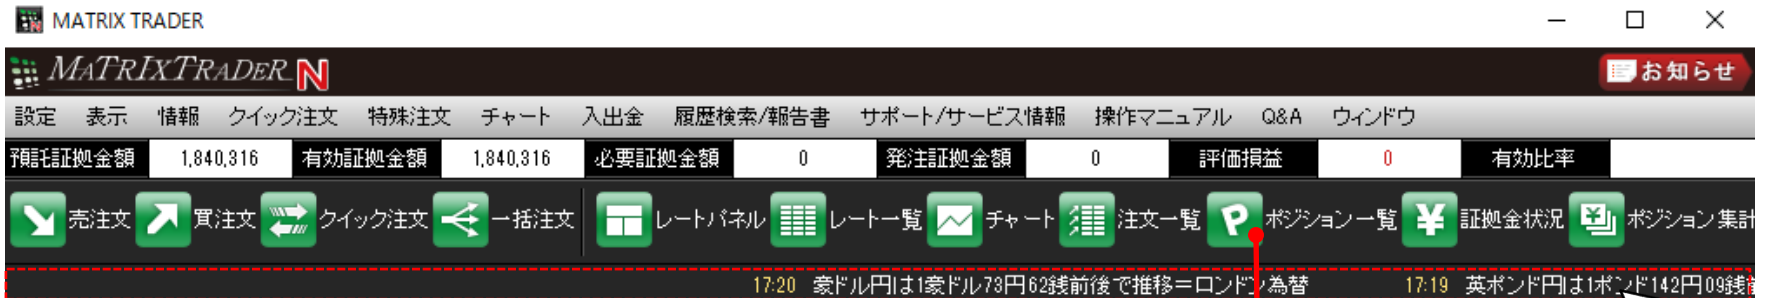 MATRIX TRADER
MATRIXTRADER N お知らせ
設定 表示 情報 クイック注文 特殊注文 チャート 入出金 履歴検索/報告書 サポート/サービス情報 操作マニュアル Q&A ウィンドウ
預託証拠金額 1,840,316 有効証拠金額 1,840,316 必要証拠金額 0 発注証拠金額 0 評価損益 0 有効比率
売注文 買注文 クイック注文 一括注文 レートパネル レート一覧 チャート 注文一覧 P ポジション一覧 ¥ 証拠金状況 ¥ ポジション集計
17:20 豪ドル円は1豪ドル73円62銭前後で推移=ロンドン為替 17:19 英ポンド円は1ポンド142円09銭